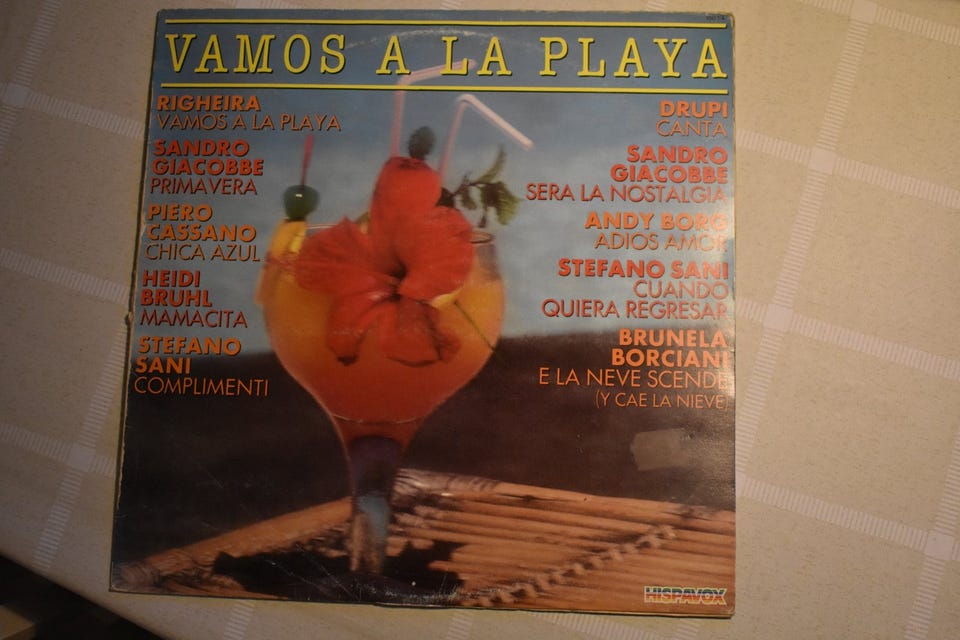 VAMOS A LA PLAYA
RIGHEIRA
VAMOS A LA PLAYA
SANDRO
GIACOBBE
PRIMAVERA
PIERO
CASSANO
CHICA AZUL
HEIDI
BRUHL
MAMACITA
STEFANO
SANI
COMPLIMENTI
DRUPI
CANTA
SANDRO
GIACOBBE
SERA LA NOSTALGIA
ANDY BORG
ADIOS AMOR
STEFANO SANI
CUANDO
QUIERA REGRESAR
BRUNELA
BORCIANI
E LA NEVE SCENDE
(Y CAE LA NIEVE)
HISPAVOX